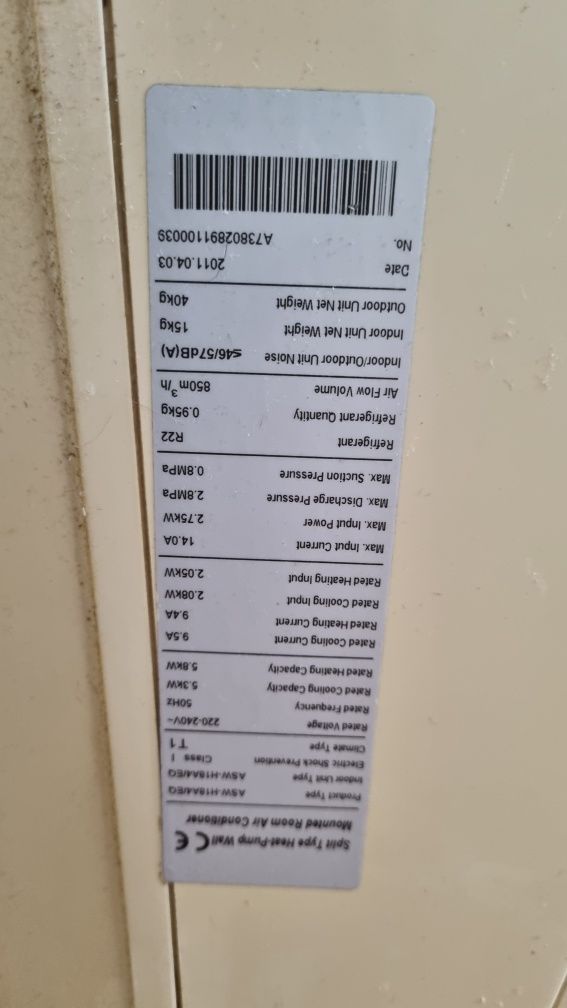 Split Type Heat-Pump Wall CE
Mounted Room Air Conditioner
Product Type ASW-H18A4/EQ
Indoor Unit Type ASW-H18A4/EQ
Electric Shock Prevention Class I
Climate Type T1
Rated Voltage 220-240V~
Rated Frequency 50Hz
Rated Cooling Capacity 5.3kW
Rated Heating Capacity 5.8kW
Rated Cooling Current 9.5A
Rated Heating Current 9.4A
Rated Cooling Input 2.08kW
Rated Heating Input 2.05kW
Max. Input Current 14.0A
Max. Input Power 2.75kW
Max. Discharge Pressure 2.8MPa
Max. Suction Pressure 0.8MPa
Refrigerant R22
Refrigerant Quantity 0.95kg
Air Flow Volume 850m³/h
Indoor/Outdoor Unit Noise ≤46/57dB(A)
Indoor Unit Net Weight 15kg
Outdoor Unit Net Weight 40kg
Date 2011.04.03
No. A73802891100039